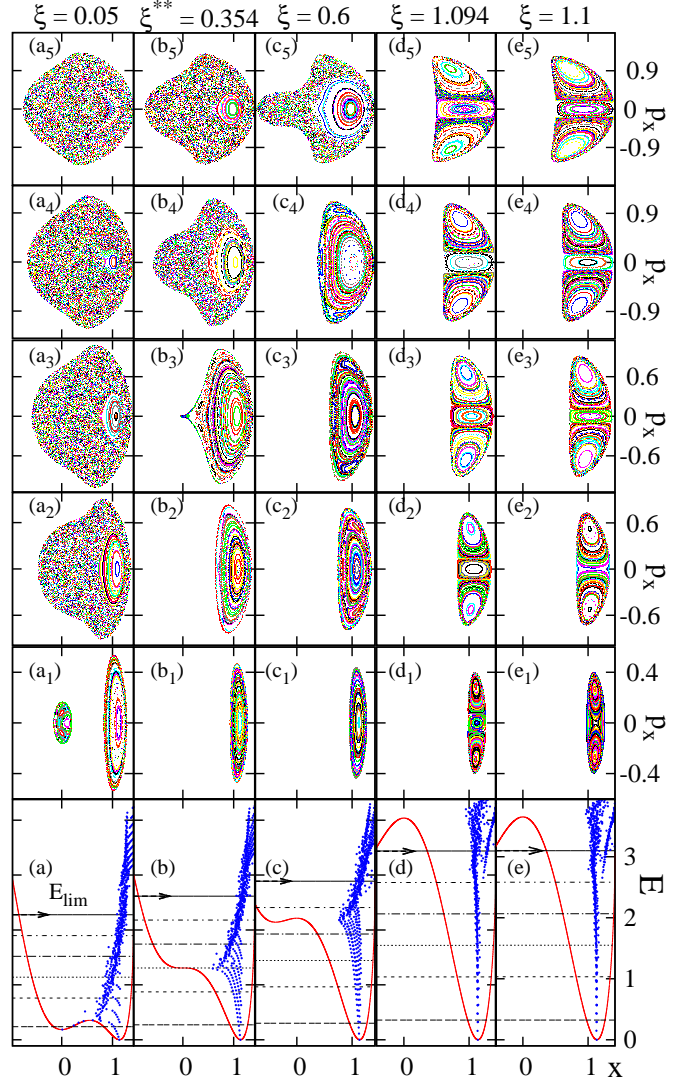 ξ = 0.05 ξ** = 0.354 ξ = 0.6 ξ = 1.094 ξ = 1.1
(a5) (b5) (c5) (d5) (e5)
0.9
0
-0.9
px
(a4) (b4) (c4) (d4) (e4)
0.9
0
-0.9
px
(a3) (b3) (c3) (d3) (e3)
0.6
0
-0.6
px
(a2) (b2) (c2) (d2) (e2)
0.6
0
-0.6
px
(a1) (b1) (c1) (d1) (e1)
0.4
0
-0.4
px
(a) (b) (c) (d) (e)
Elim
3
2
1
0
E
0 1 0 1 0 1 0 1 0 1 x